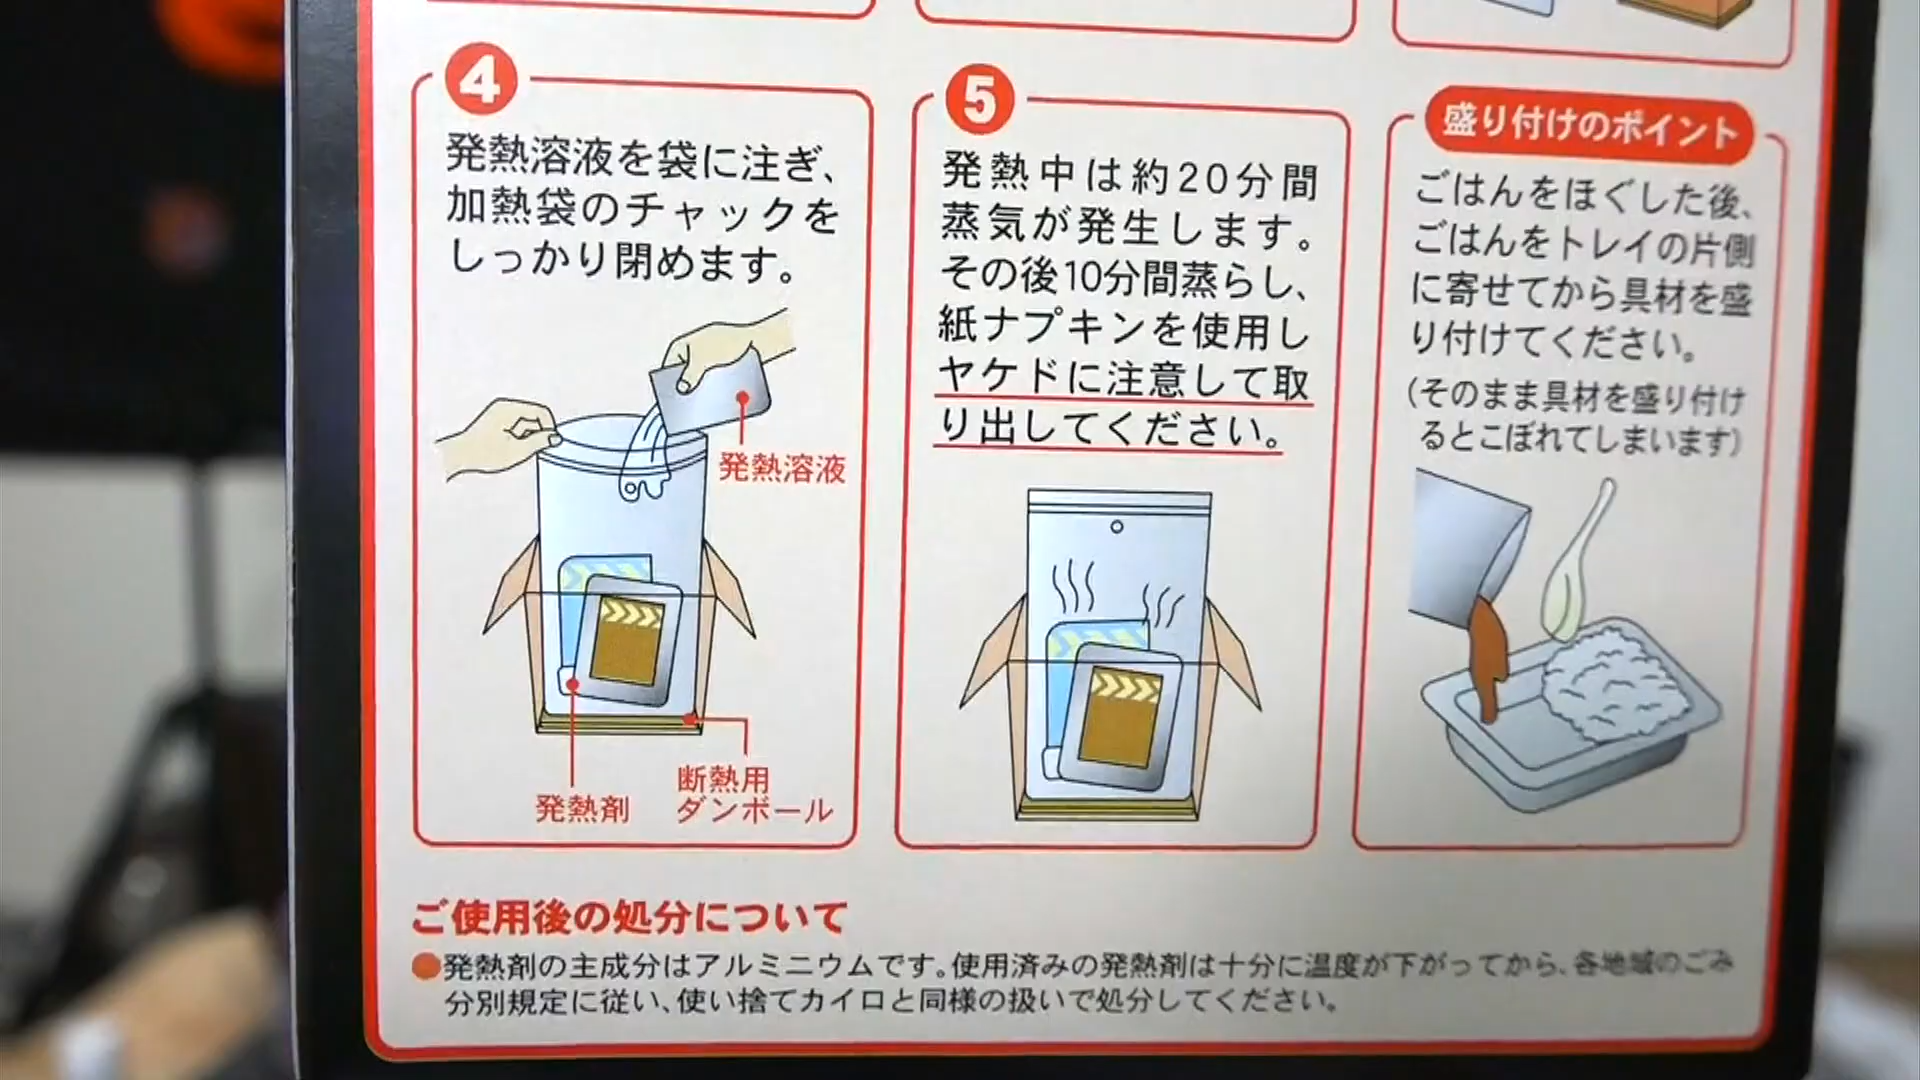 4
発熱溶液を袋に注ぎ、
加熱袋のチャックを
しっかり閉めます。
発熱溶液
発熱剤
断熱用
ダンボール
5
発熱中は約20分間
蒸気が発生します。
その後10分間蒸らし、
紙ナプキンを使用し
ヤケドに注意して取
り出してください。
盛り付けのポイント
ごはんをほぐした後、
ごはんをトレイの片側
に寄せてから具材を盛
り付けてください。
(そのまま具材を盛り付け
るとこぼれてしまいます)
ご使用後の処分について
●発熱剤の主成分はアルミニウムです。使用済みの発熱剤は十分に温度が下がってから、各地域のごみ
分別規定に従い、使い捨てカイロと同様の扱いで処分してください。